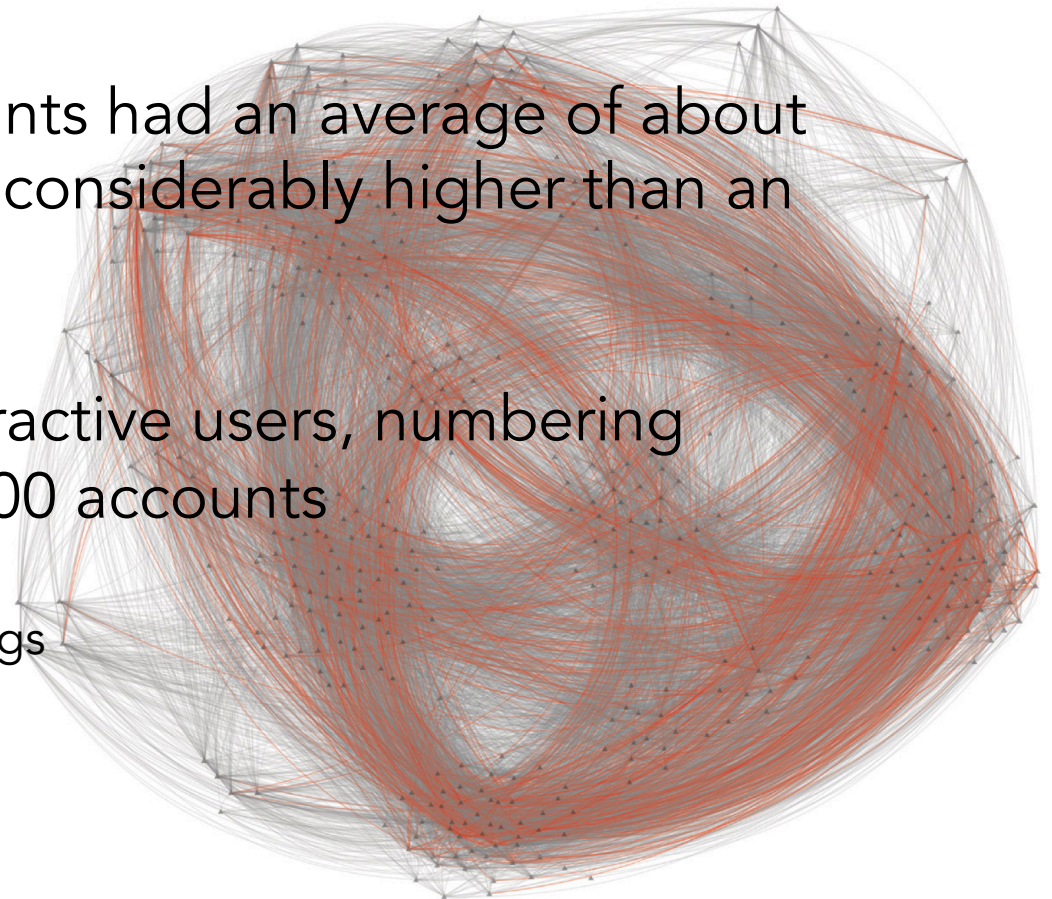 nts had an average of about
considerably higher than an
ractive users, numbering
00 accounts
gs